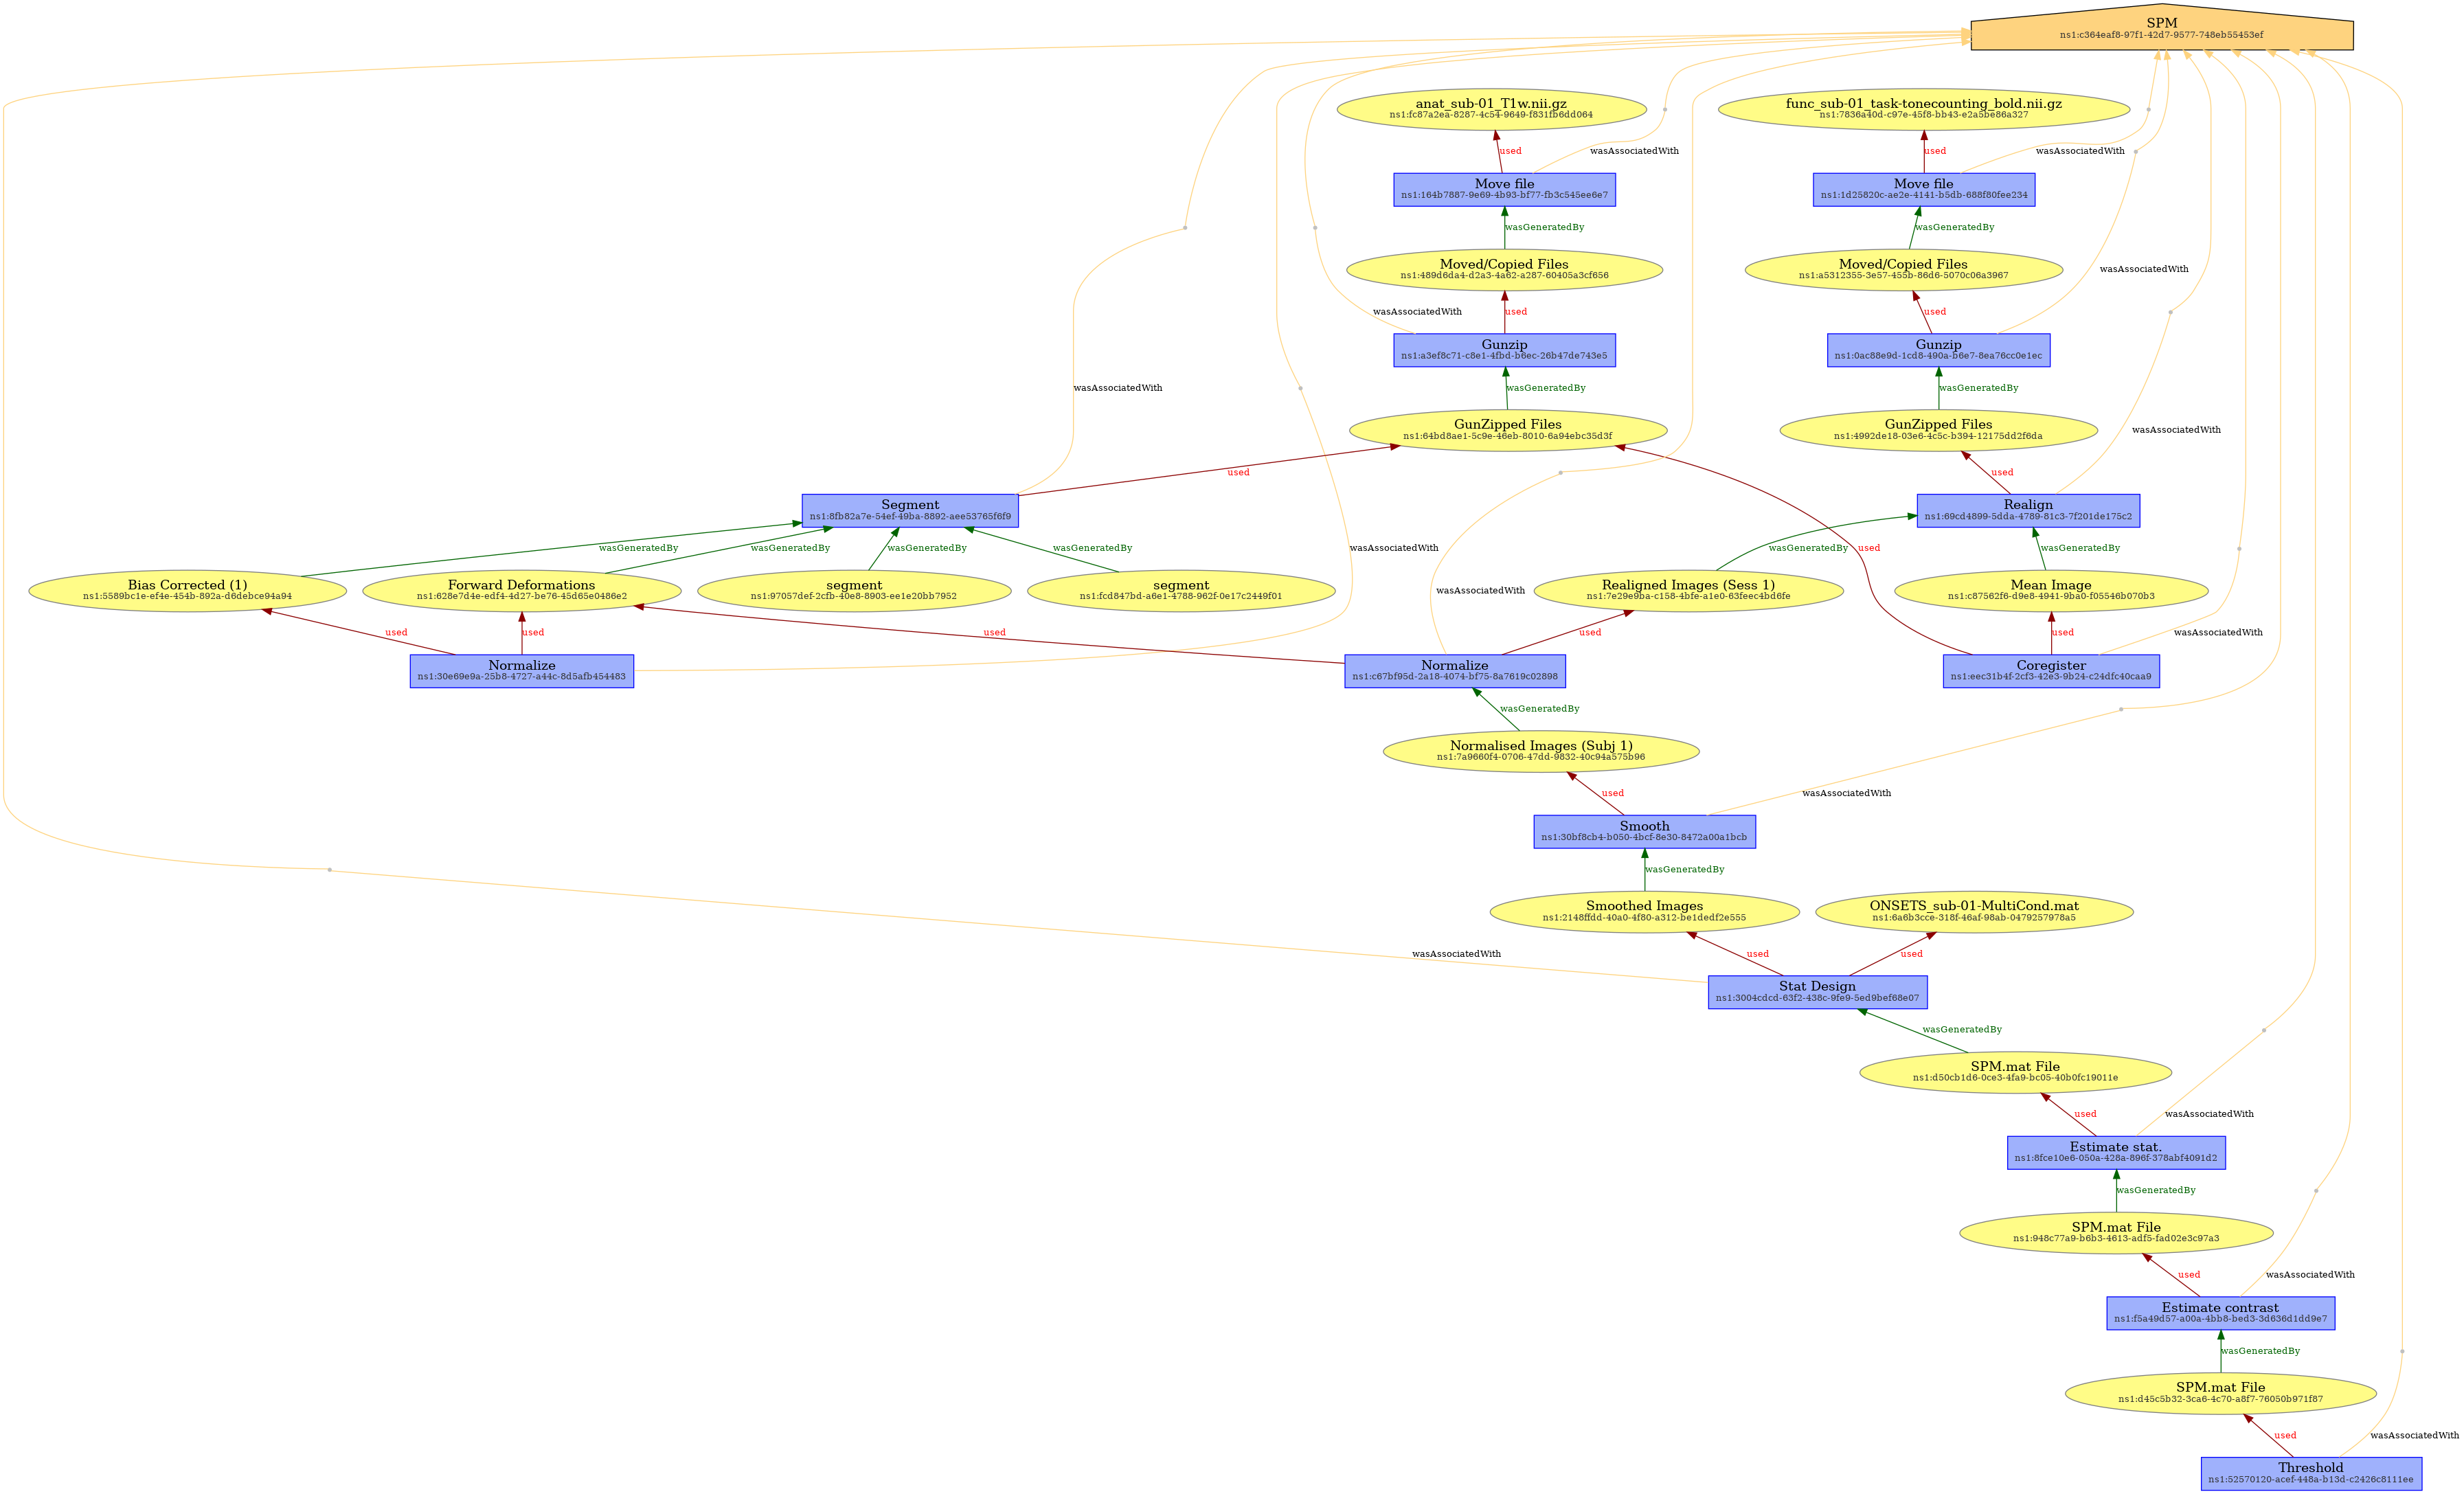 SPM
ns1:c364eaf8-97f1-42d7-9577-748eb55453ef
anat_sub-01_T1w.nii.gz
ns1:fc87a2ea-8287-4c54-9649-f831fb6dd064
func_sub-01_task-tonecounting_bold.nii.gz
ns1:7836a40d-c97e-45f8-bb43-e2a5be86a327
used
wasAssociatedWith
used
wasAssociatedWith
Move file
ns1:164b7887-9e69-4b93-bf77-fb3c545ee6e7
Move file
ns1:1d25820c-ae2e-4141-b5db-688f80fee234
wasGeneratedBy
wasGeneratedBy
Moved/Copied Files
ns1:489d6da4-d2a3-4a62-a287-60405a3cf656
Moved/Copied Files
ns1:a5312355-3e57-455b-86d6-5070c06a3967
wasAssociatedWith
wasAssociatedWith
used
used
Gunzip
ns1:a3ef8c71-c8e1-4fbd-b6ec-26b47de743e5
Gunzip
ns1:0ac88e9d-1cd8-490a-b6e7-8ea76cc0e1ec
wasAssociatedWith
wasGeneratedBy
wasGeneratedBy
GunZipped Files
ns1:64bd8ae1-5c9e-46eb-8010-6a94ebc35d3f
GunZipped Files
ns1:4992de18-03e6-4c5c-b394-12175dd2f6da
wasAssociatedWith
used
used
Segment
ns1:8fb82a7e-54ef-49ba-8892-aee53765f6f9
Realign
ns1:69cd4899-5dda-4789-81c3-7f201de175c2
wasGeneratedBy
wasGeneratedBy
wasGeneratedBy
wasGeneratedBy
wasAssociatedWith
wasGeneratedBy
used
wasGeneratedBy
Bias Corrected (1)
ns1:5589bc1e-ef4e-454b-892a-d6debce94a94
Forward Deformations
ns1:628e7d4e-edf4-4d27-be76-45d65e0486e2
segment
ns1:97057def-2cfb-40e8-8903-ee1e20bb7952
segment
ns1:fcd847bd-a6e1-4788-962f-0e17c2449f01
wasAssociatedWith
Realigned Images (Sess 1)
ns1:7e29e9ba-c158-4bfe-a1e0-63feec4bd6fe
Mean Image
ns1:c87562f6-d9e8-4941-9ba0-f05546b070b3
used
used
used
used
used
wasAssociatedWith
Normalize
ns1:30e69e9a-25b8-4727-a44c-8d5afb454483
Normalize
ns1:c67bf95d-2a18-4074-bf75-8a7619c02898
Coregister
ns1:eec31b4f-2cf3-42e3-9b24-c24dfc40caa9
wasGeneratedBy
Normalised Images (Subj 1)
ns1:7a9660f4-0706-47dd-9832-40c94a575b96
used
wasAssociatedWith
Smooth
ns1:30bf8cb4-b050-4bcf-8e30-8472a00a1bcb
wasGeneratedBy
Smoothed Images
ns1:2148ffdd-40a0-4f80-a312-be1dedf2e555
ONSETS_sub-01-MultiCond.mat
ns1:6a6b3cce-318f-46af-98ab-0479257978a5
wasAssociatedWith
used
used
Stat Design
ns1:3004cdcd-63f2-438c-9fe9-5ed9bef68e07
wasGeneratedBy
SPM.mat File
ns1:d50cb1d6-0ce3-4fa9-bc05-40b0fc19011e
used
wasAssociatedWith
Estimate stat.
ns1:8fce10e6-050a-428a-896f-378abf4091d2
wasGeneratedBy
SPM.mat File
ns1:948c77a9-b6b3-4613-adf5-fad02e3c97a3
used
wasAssociatedWith
Estimate contrast
ns1:f5a49d57-a00a-4bb8-bed3-3d636d1dd9e7
wasGeneratedBy
SPM.mat File
ns1:d45c5b32-3ca6-4c70-a8f7-76050b971f87
used
wasAssociatedWith
Threshold
ns1:52570120-acef-448a-b13d-c2426c8111ee